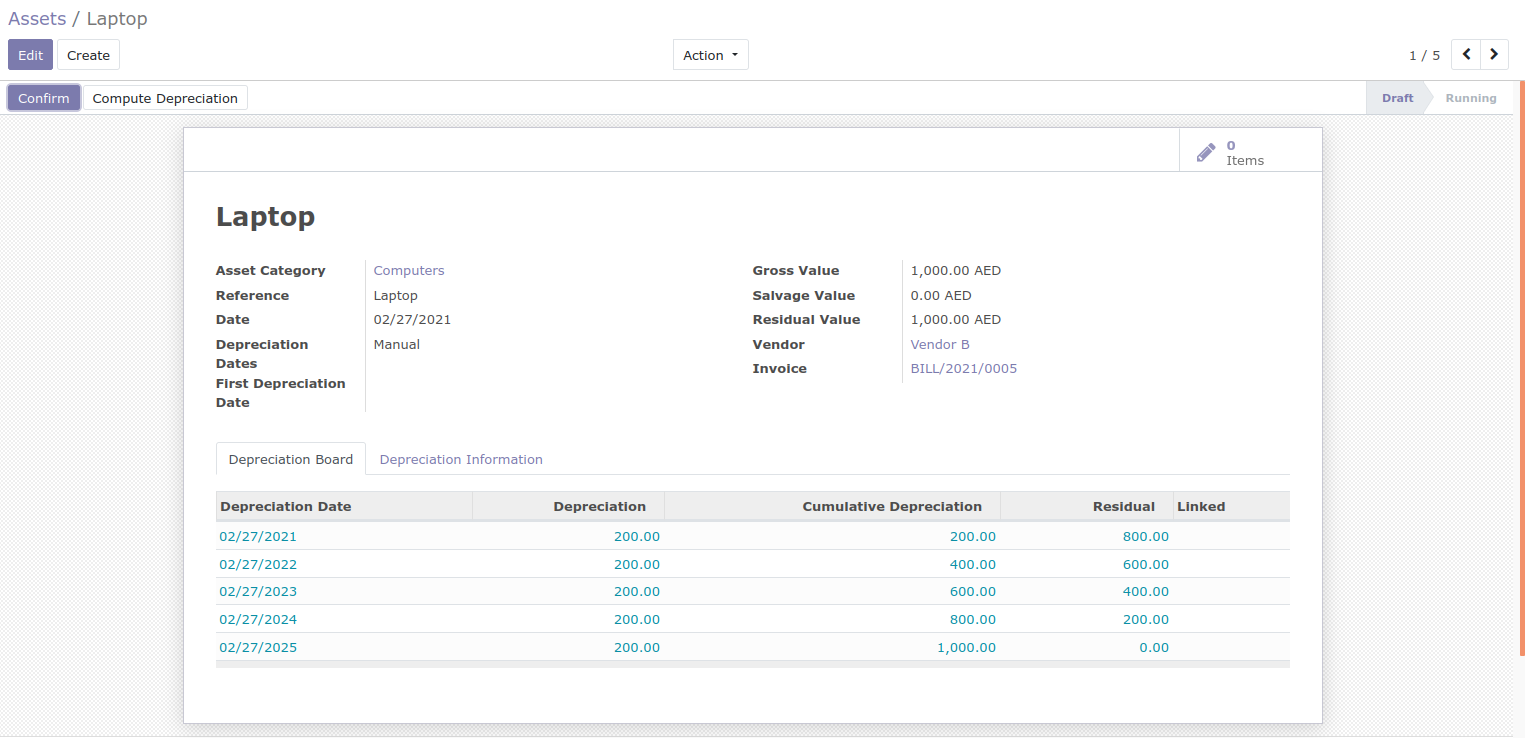 Assets / Laptop
Edit Create Action 1 / 5
Confirm Compute Depreciation Draft Running
0
Items
Laptop
Asset Category Computers
Reference Laptop
Date 02/27/2021
Depreciation Dates Manual
First Depreciation Date
Gross Value 1,000.00 AED
Salvage Value 0.00 AED
Residual Value 1,000.00 AED
Vendor Vendor B
Invoice BILL/2021/0005
Depreciation Board Depreciation Information
Depreciation Date Depreciation Cumulative Depreciation Residual Linked
02/27/2021 200.00 200.00 800.00
02/27/2022 200.00 400.00 600.00
02/27/2023 200.00 600.00 400.00
02/27/2024 200.00 800.00 200.00
02/27/2025 200.00 1,000.00 0.00